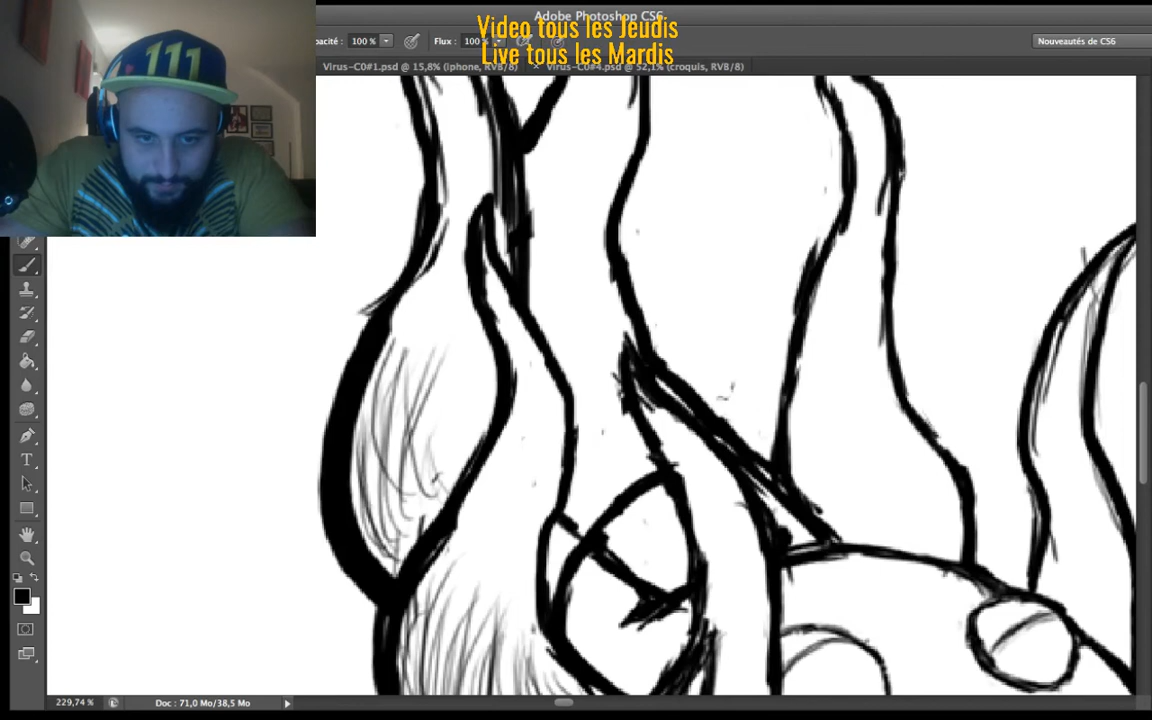 Adobe Photoshop CS6
Video tous les Jeudis
Live tous les Mardis
pacité : 100 %
Flux : 100 %
Nouveautés de CS6
Virus-C0#1.psd @ 15,8% (iphone, RVB/8)
Virus-C0#4.psd @ 52,1% (croquis, RVB/8)
111
T
229,74 %
Doc : 71,0 Mo/38,5 Mo